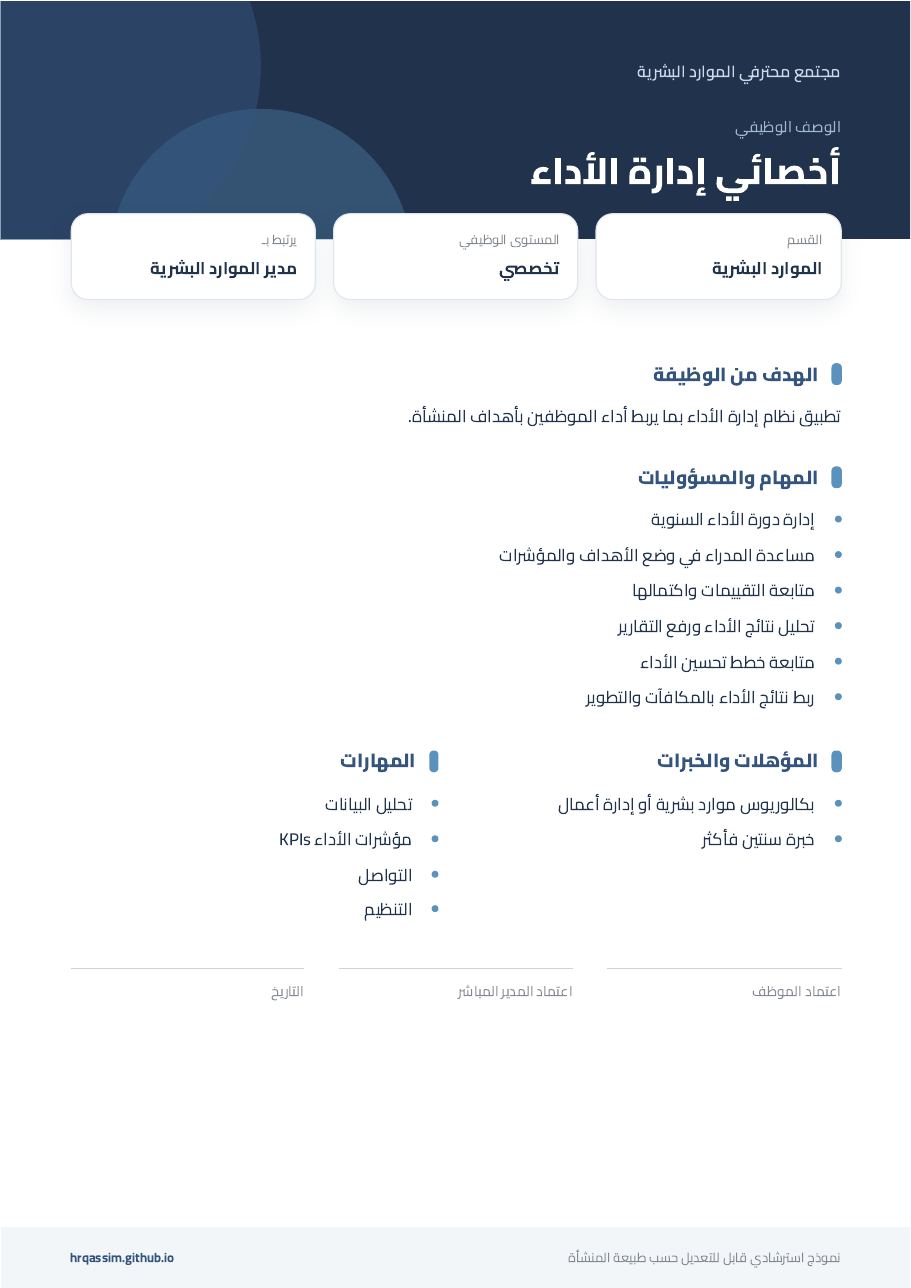 مجتمع محترفي الموارد البشرية
الوصف الوظيفي
أخصائي إدارة الأداء
القسم
الموارد البشرية
المستوى الوظيفي
تخصصي
يرتبط بـ
مدير الموارد البشرية
الهدف من الوظيفة
تطبيق نظام إدارة الأداء بما يربط أداء الموظفين بأهداف المنشأة.
المهام والمسؤوليات
إدارة دورة الأداء السنوية
مساعدة المدراء في وضع الأهداف والمؤشرات
متابعة التقييمات واكتمالها
تحليل نتائج الأداء ورفع التقارير
متابعة خطط تحسين الأداء
ربط نتائج الأداء بالمكافآت والتطوير
المؤهلات والخبرات
بكالوريوس موارد بشرية أو إدارة أعمال
خبرة سنتين فأكثر
المهارات
تحليل البيانات
مؤشرات الأداء KPIs
التواصل
التنظيم
اعتماد الموظف
اعتماد المدير المباشر
التاريخ
نموذج استرشادي قابل للتعديل حسب طبيعة المنشأة
hrqassim.github.io